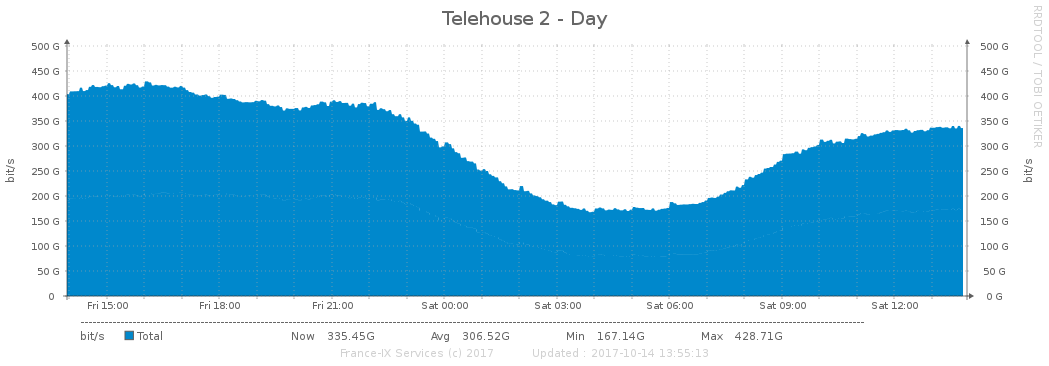 Telehouse 2 - Day
RRDTOOL / TOBI OETIKER
500 G 500 G
450 G 450 G
400 G 400 G
350 G 350 G
300 G 300 G
250 G 250 G
200 G 200 G
150 G 150 G
100 G 100 G
50 G 50 G
0 0 G
bit/s bit/s
Fri 15:00 Fri 18:00 Fri 21:00 Sat 00:00 Sat 03:00 Sat 06:00 Sat 09:00 Sat 12:00
bit/s Total Now 335.45G Avg 306.52G Min 167.14G Max 428.71G
France-IX Services (c) 2017 Updated : 2017-10-14 13:55:13